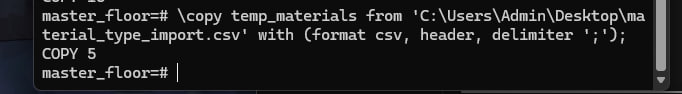 master_floor=# \copy temp_materials from 'C:\Users\Admin\Desktop\ma
terial_type_import.csv' with (format csv, header, delimiter ';');
COPY 5
master_floor=#